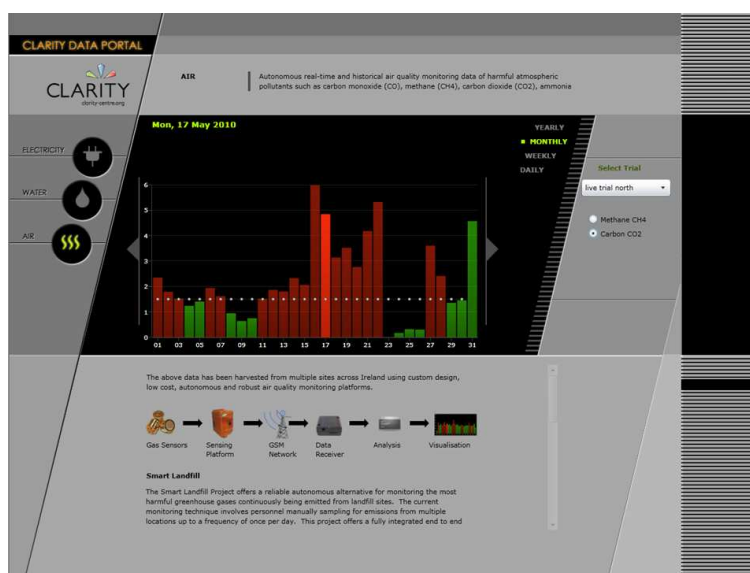 CLARITY DATA PORTAL
CLARITY
clarity-centre.org
AIR
Autonomous real-time and historical air quality monitoring data of harmful atmospheric
pollutants such as carbon monoxide (CO), methane (CH4), carbon dioxide (CO2), ammonia
ELECTRICITY
WATER
AIR
Mon, 17 May 2010
YEARLY
MONTHLY
WEEKLY
DAILY
6
5
4
3
2
1
0
01 03 05 07 09 11 13 15 17 19 21 23 25 27 29 31
Select Trial
live trial north
Methane CH4
Carbon CO2
The above data has been harvested from multiple sites across Ireland using custom design,
low cost, autonomous and robust air quality monitoring platforms.
Gas Sensors
Sensing
Platform
GSM
Network
Data
Receiver
Analysis
Visualisation
Smart Landfill
The Smart Landfill Project offers a reliable autonomous alternative for monitoring the most
harmful greenhouse gases continuously being emitted from landfill sites. The current
monitoring technique involves personnel manually sampling for emissions from multiple
locations up to a frequency of once per day. This project offers a fully integrated end to end